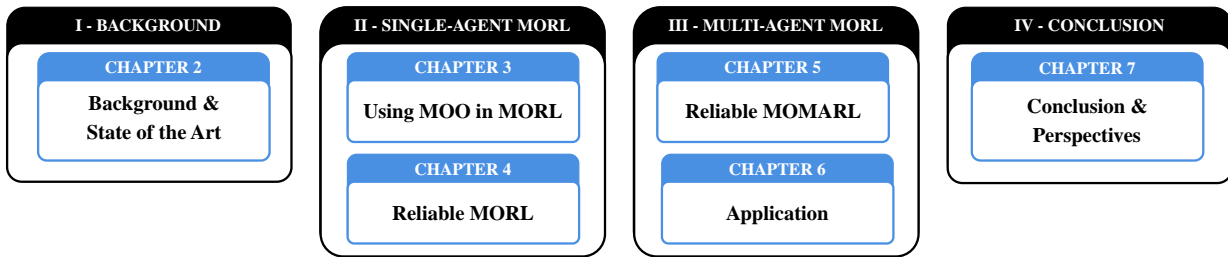 I - BACKGROUND
CHAPTER 2
Background &
State of the Art
II - SINGLE-AGENT MORL
CHAPTER 3
Using MOO in MORL
CHAPTER 4
Reliable MORL
III - MULTI-AGENT MORL
CHAPTER 5
Reliable MOMARL
CHAPTER 6
Application
IV - CONCLUSION
CHAPTER 7
Conclusion &
Perspectives